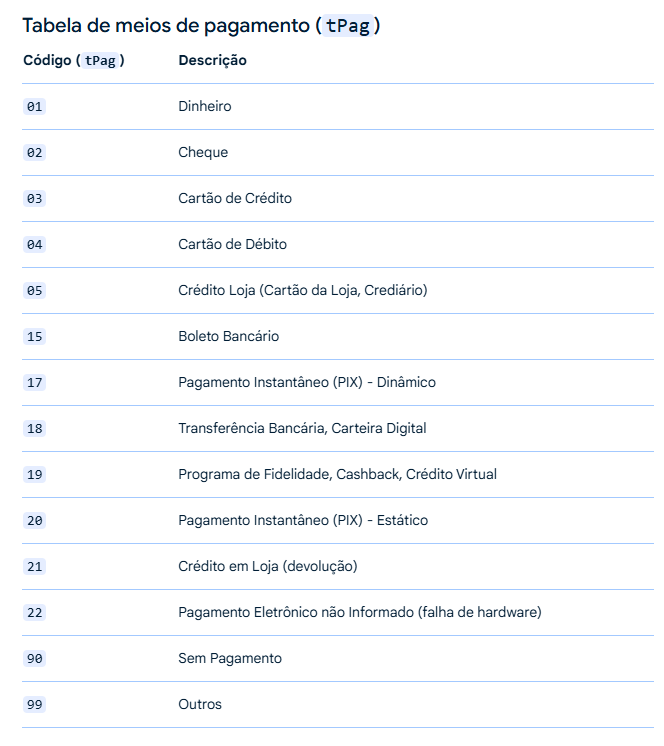 Tabela de meios de pagamento (tPag)
Código (tPag) Descrição
01 Dinheiro
02 Cheque
03 Cartão de Crédito
04 Cartão de Débito
05 Crédito Loja (Cartão da Loja, Crediário)
15 Boleto Bancário
17 Pagamento Instantâneo (PIX) - Dinâmico
18 Transferência Bancária, Carteira Digital
19 Programa de Fidelidade, Cashback, Crédito Virtual
20 Pagamento Instantâneo (PIX) - Estático
21 Crédito em Loja (devolução)
22 Pagamento Eletrônico não Informado (falha de hardware)
90 Sem Pagamento
99 Outros